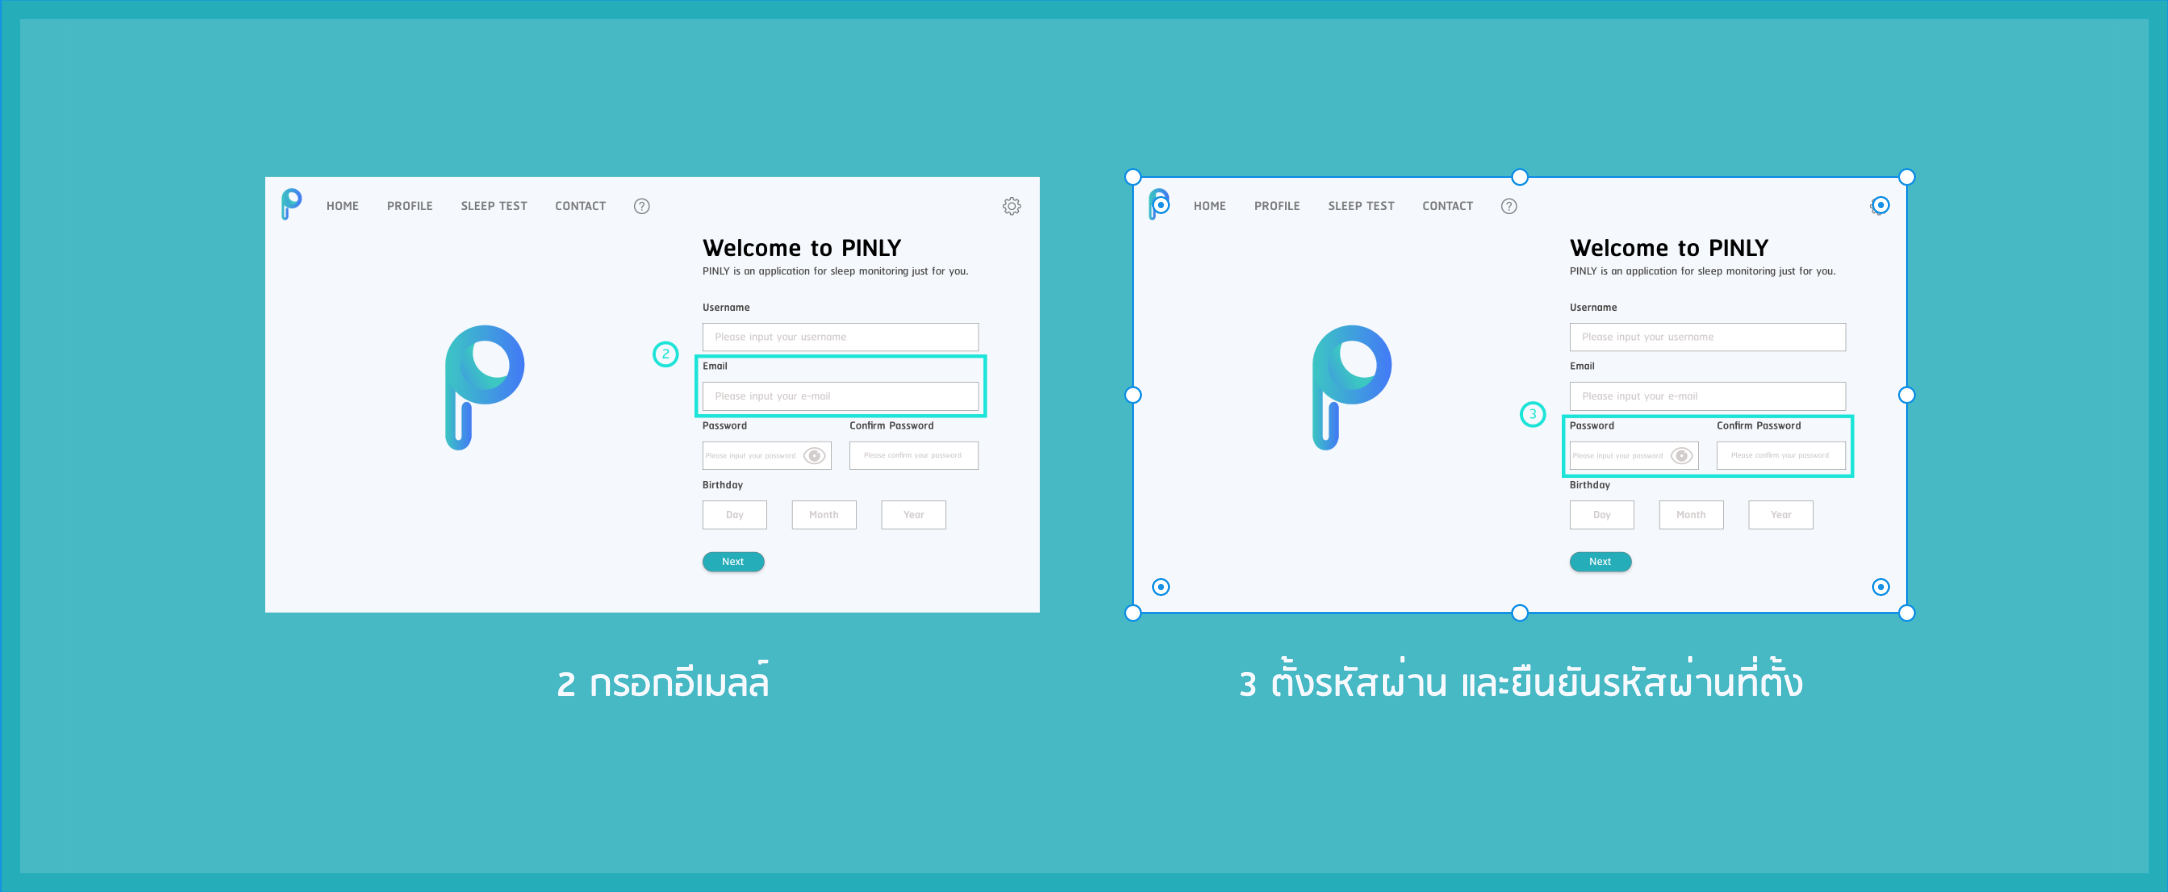 HOME PROFILE SLEEP TEST CONTACT ?
Welcome to PINLY
PINLY is an application for sleep monitoring just for you.
Username
Please input your username
2
Email
Please input your e-mail
Password Confirm Password
Please input your password Please confirm your password
Birthday
Day Month Year
Next
2 กรอกอีเมลล์
HOME PROFILE SLEEP TEST CONTACT ?
Welcome to PINLY
PINLY is an application for sleep monitoring just for you.
Username
Please input your username
Email
Please input your e-mail
3
Password Confirm Password
Please input your password Please confirm your password
Birthday
Day Month Year
Next
3 ตั้งรหัสผ่าน และยืนยันรหัสผ่านที่ตั้ง